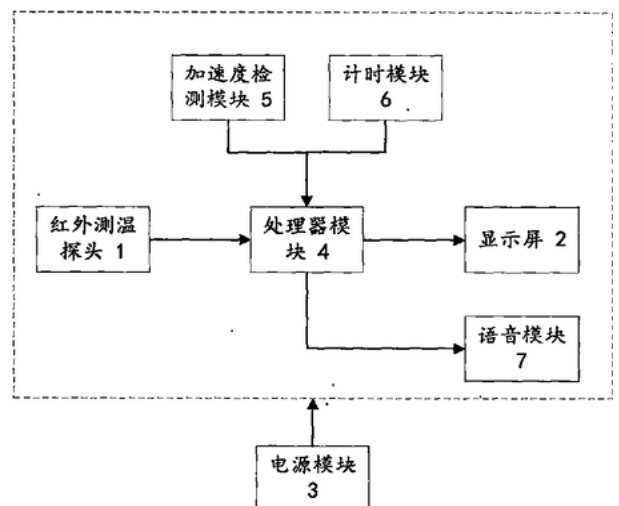 加速度检
测模块 5
计时模块
6
红外测温
探头 1
处理器模
块 4
显示屏 2
语音模块
7
电源模块
3